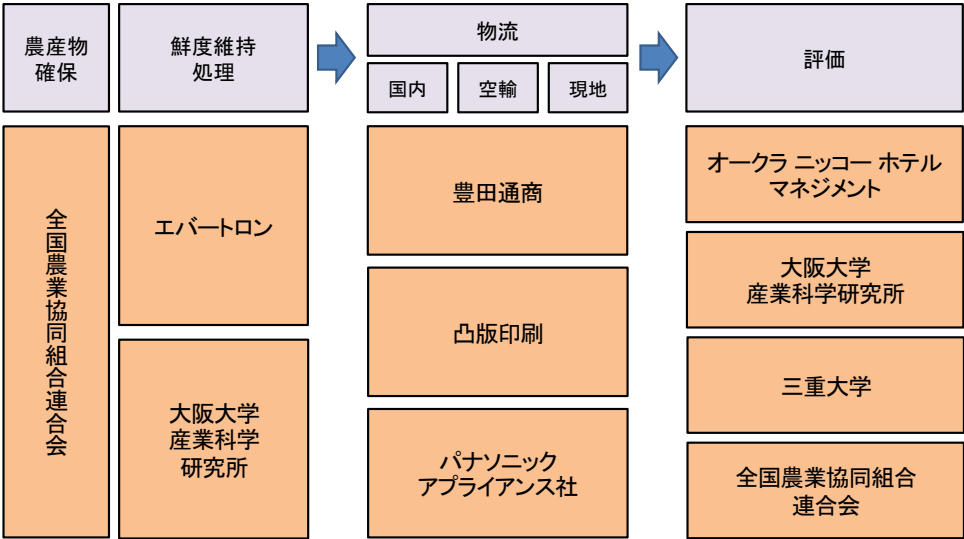 農産物
確保
鮮度維持
処理
物流
国内
空輸
現地
評価
全国農業協同組合連合会
エバートロン
大阪大学
産業科学
研究所
豊田通商
凸版印刷
パナソニック
アプライアンス社
オークラ ニッコー ホテル
マネジメント
大阪大学
産業科学研究所
三重大学
全国農業協同組合
連合会